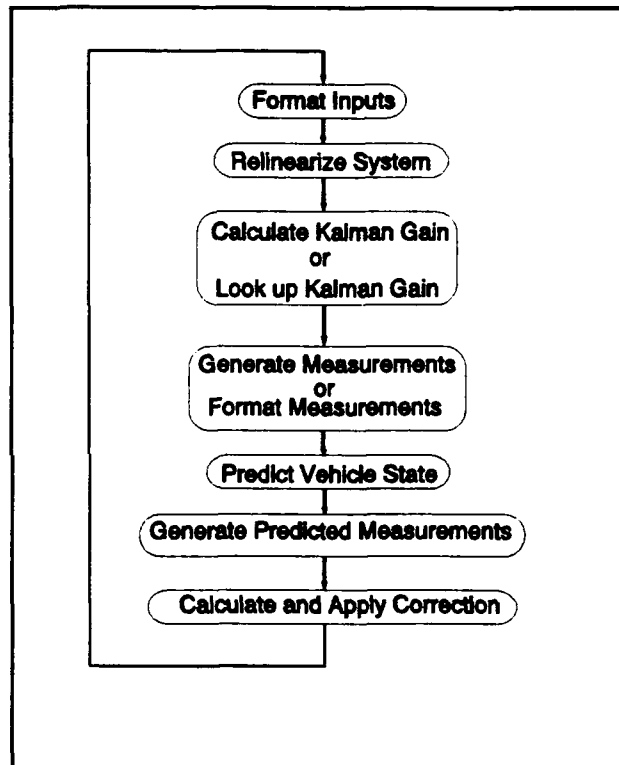 Format Inputs
Relinearize System
Calculate Kalman Gain
or
Look up Kalman Gain
Generate Measurements
or
Format Measurements
Predict Vehicle State
Generate Predicted Measurements
Calculate and Apply Correction